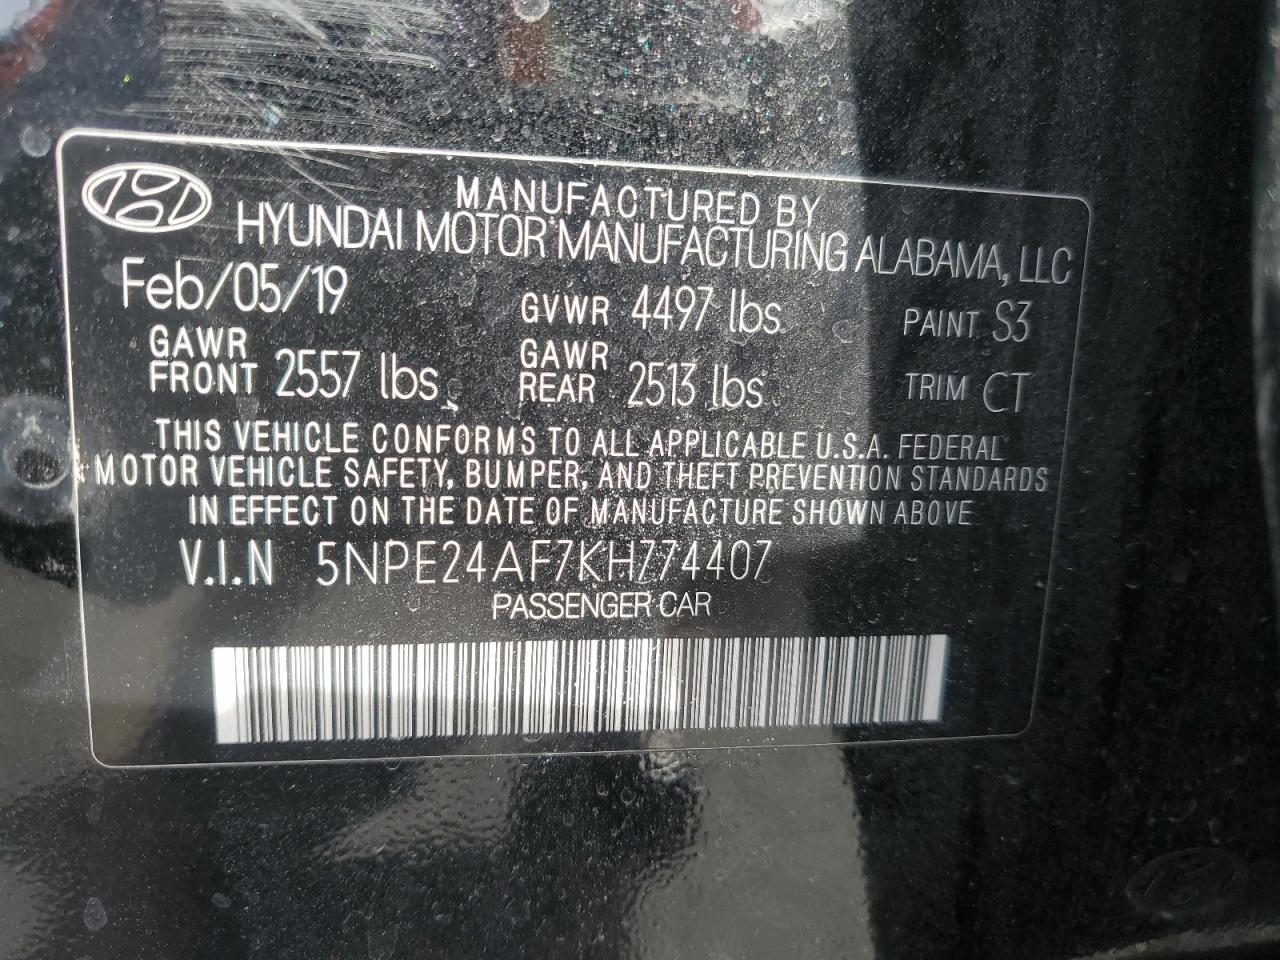 MANUFACTURED BY
HYUNDAI MOTOR MANUFACTURING ALABAMA, LLC
Feb/05/19 GVWR 4497 lbs PAINT S3
GAWR FRONT 2557 lbs GAWR REAR 2513 lbs TRIM CT
THIS VEHICLE CONFORMS TO ALL APPLICABLE U.S.A. FEDERAL
MOTOR VEHICLE SAFETY, BUMPER, AND THEFT PREVENTION STANDARDS
IN EFFECT ON THE DATE OF MANUFACTURE SHOWN ABOVE
V.I.N 5NPE24AF7KH774407
PASSENGER CAR